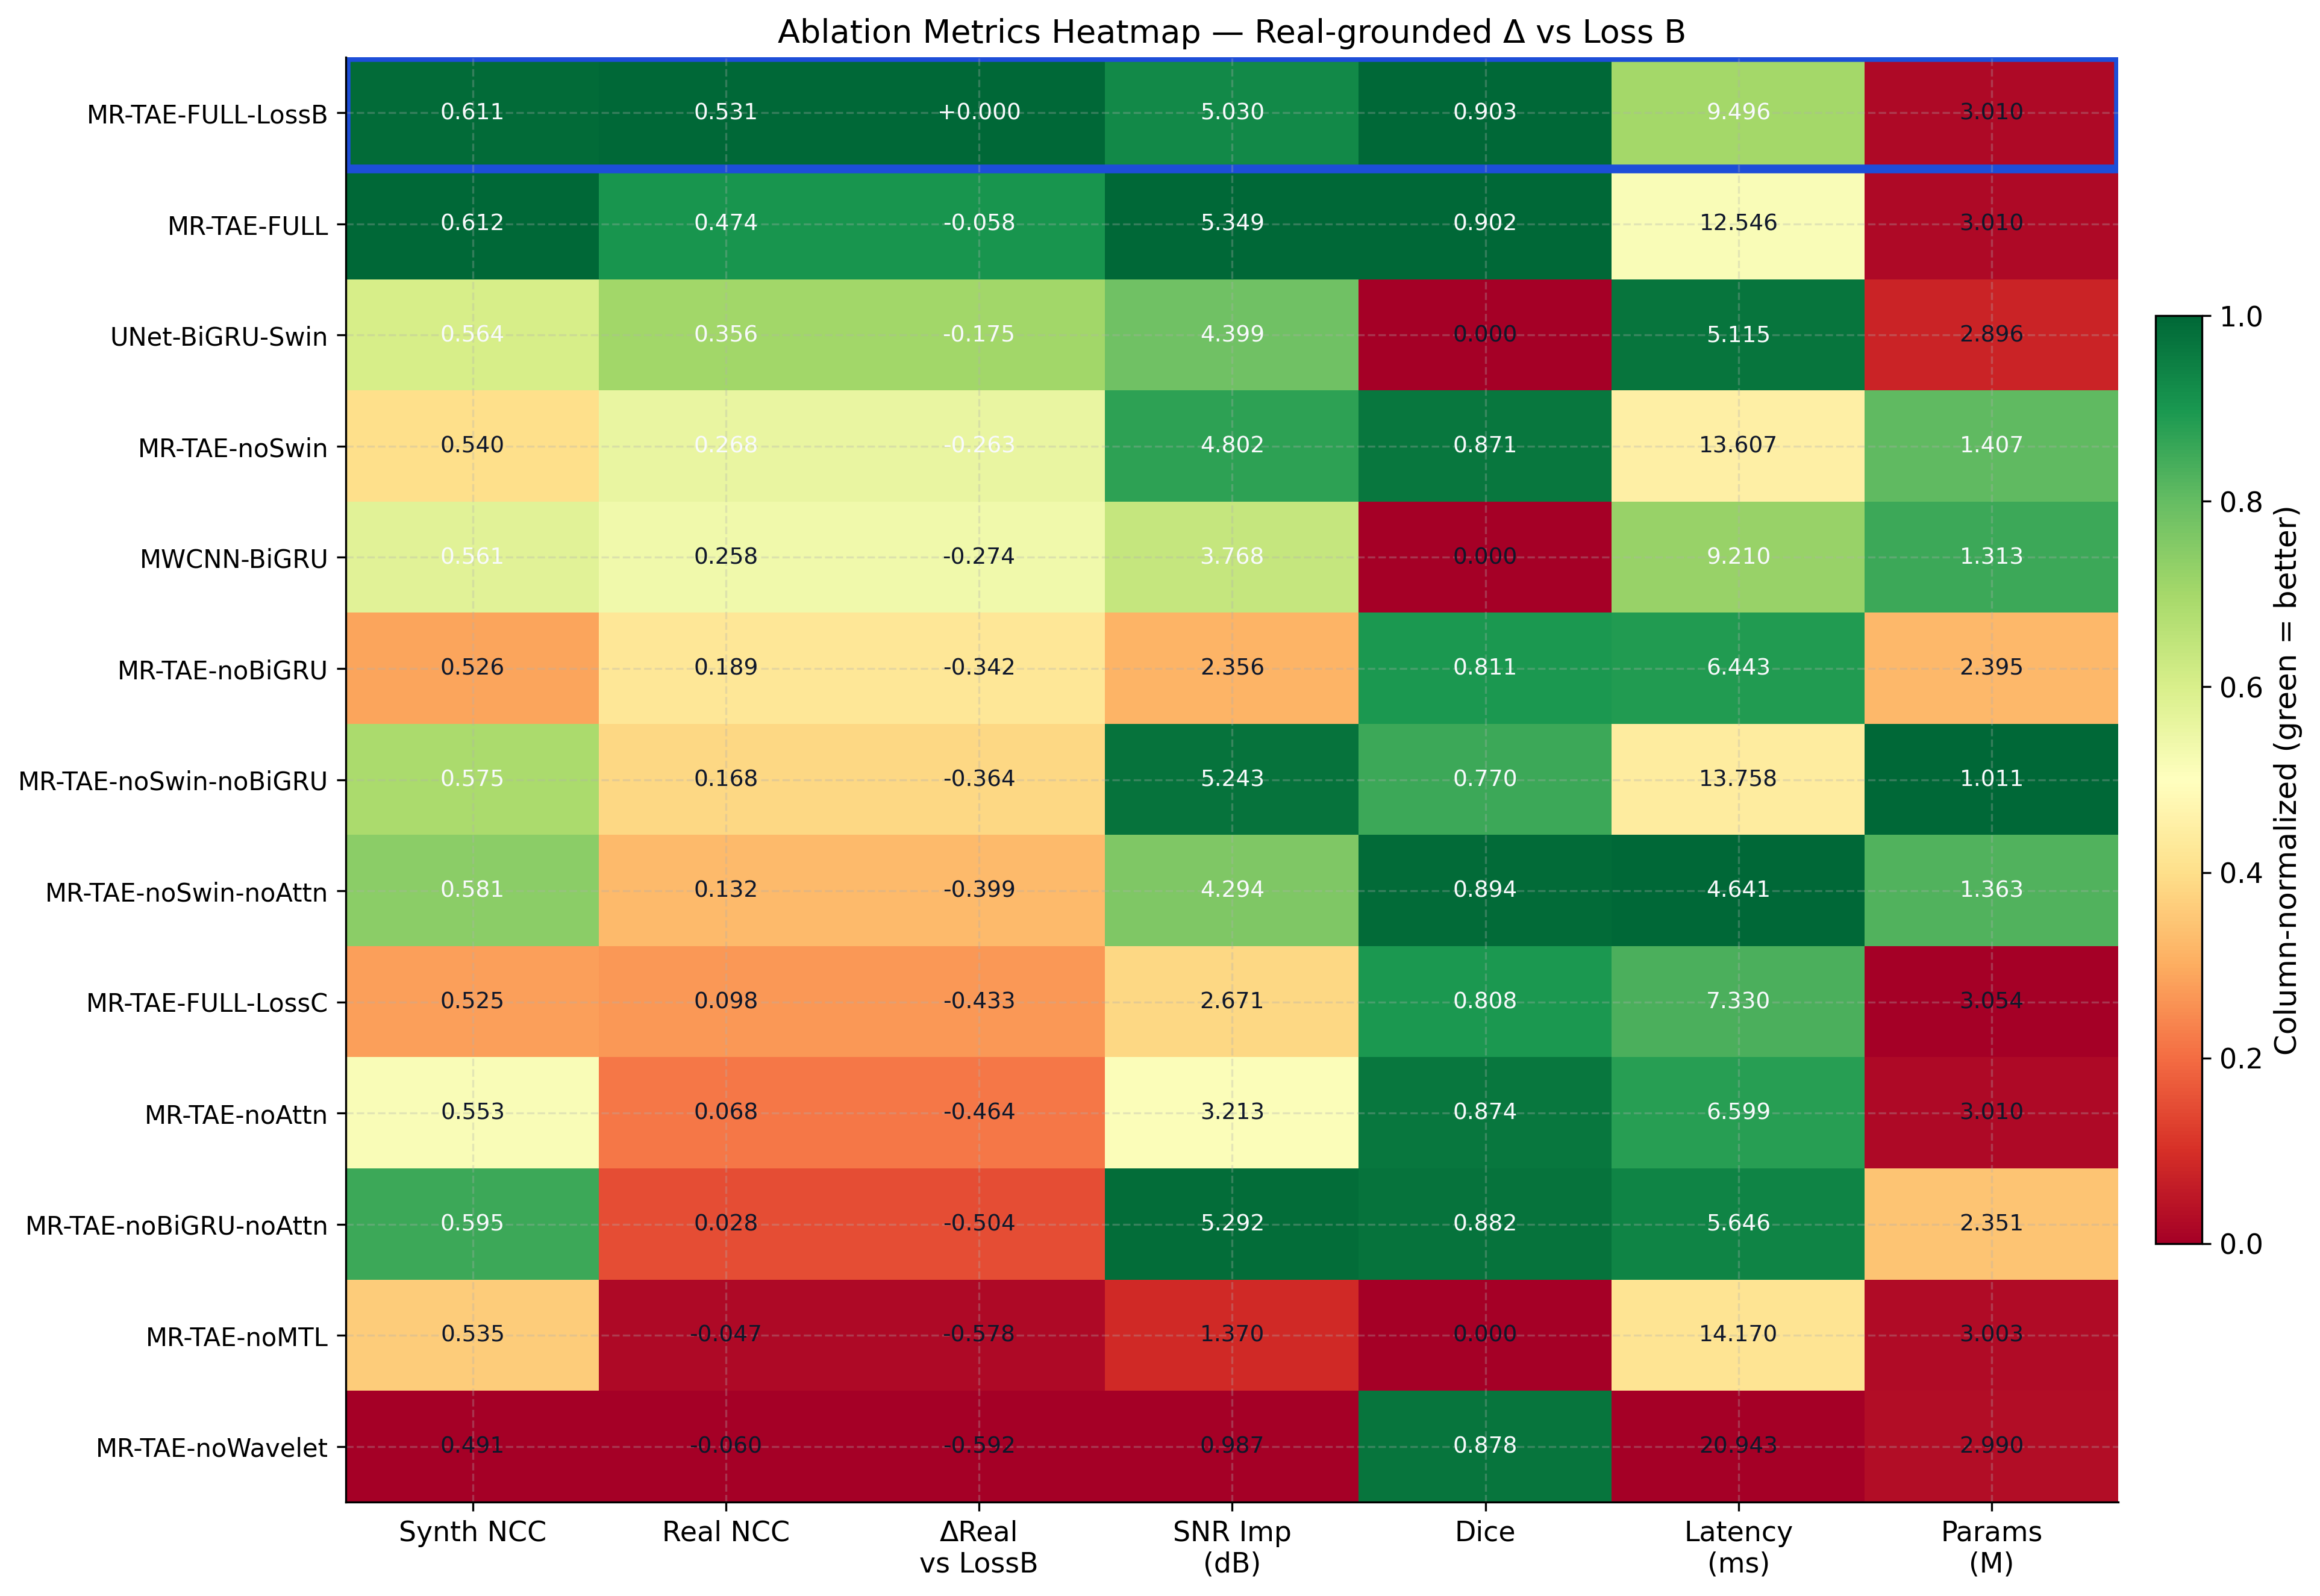 Ablation Metrics Heatmap — Real-grounded Δ vs Loss B
MR-TAE-FULL-LossB 0.611 0.531 +0.000 5.030 0.903 9.496 3.010
MR-TAE-FULL 0.612 0.474 -0.058 5.349 0.902 12.546 3.010
UNet-BiGRU-Swin 0.564 0.356 -0.175 4.399 0.000 5.115 2.896
MR-TAE-noSwin 0.540 0.268 -0.263 4.802 0.871 13.607 1.407
MWCNN-BiGRU 0.561 0.258 -0.274 3.768 0.000 9.210 1.313
MR-TAE-noBiGRU 0.526 0.189 -0.342 2.356 0.811 6.443 2.395
MR-TAE-noSwin-noBiGRU 0.575 0.168 -0.364 5.243 0.770 13.758 1.011
MR-TAE-noSwin-noAttn 0.581 0.132 -0.399 4.294 0.894 4.641 1.363
MR-TAE-FULL-LossC 0.525 0.098 -0.433 2.671 0.808 7.330 3.054
MR-TAE-noAttn 0.553 0.068 -0.464 3.213 0.874 6.599 3.010
MR-TAE-noBiGRU-noAttn 0.595 0.028 -0.504 5.292 0.882 5.646 2.351
MR-TAE-noMTL 0.535 -0.047 -0.578 1.370 0.000 14.170 3.003
MR-TAE-noWavelet 0.491 -0.060 -0.592 0.987 0.878 20.943 2.990
Synth NCC Real NCC ΔReal SNR Imp Dice Latency Params
vs LossB (dB) (ms) (M)
1.0
0.8
0.6
0.4
0.2
0.0
Column-normalized (green = better)